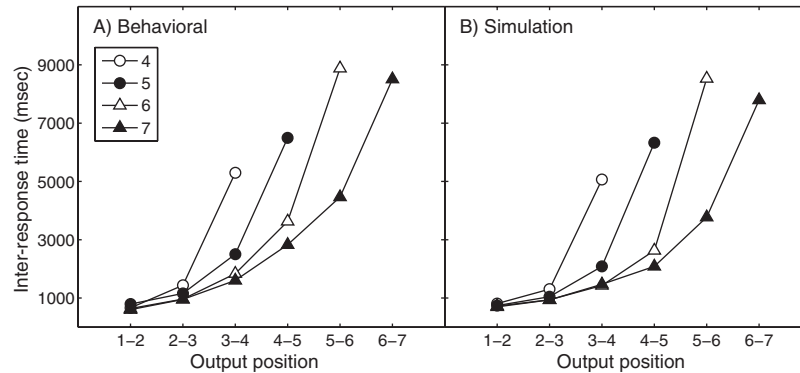 A) Behavioral
B) Simulation
4
5
6
7
Inter-response time (msec)
9000
7000
5000
3000
1000
1–2 2–3 3–4 4–5 5–6 6–7
1–2 2–3 3–4 4–5 5–6 6–7
Output position
Output position